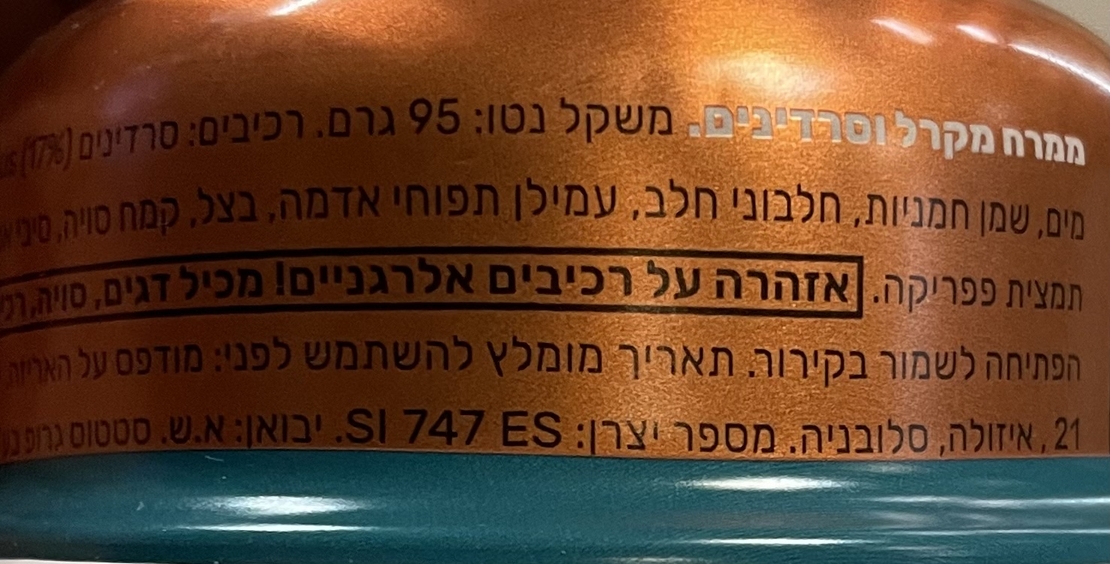 ממרח מקרל וסרדינים. משקל נטו: 95 גרם. רכיבים: סרדינים (17%)
מים, שמן חמניות, חלבוני חלב, עמילן תפוחי אדמה, בצל, קמח סויה, סיבי
תמצית פפריקה. אזהרה על רכיבים אלרגניים! מכיל דגים, סויה,
הפתיחה לשמור בקירור. תאריך מומלץ להשתמש לפני: מודפס על האריזה.
21, איזולה, סלובניה. מספר יצרן: SI 747 ES. יבואן: א.ש. סטטוס גרופ